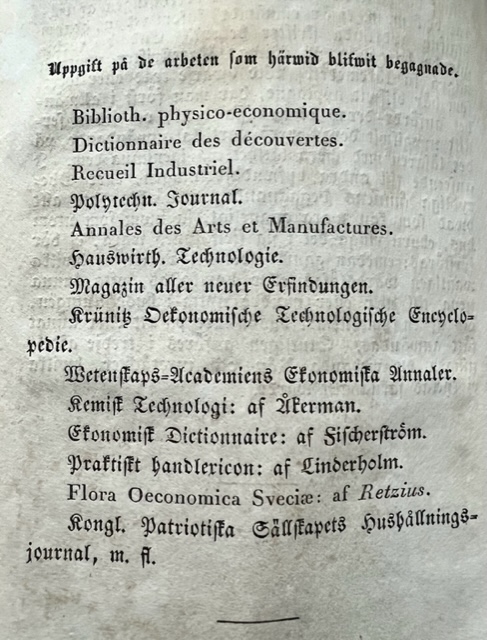 Uppgift på de arbeten som härwid blifwit begagnade.
Biblioth. physico-economique.
Dictionnaire des découvertes.
Recueil Industriel.
Polytechn. Journal.
Annales des Arts et Manufactures.
Hauswirth. Technologie.
Magazin aller neuer Erfindungen.
Krünitz Oekonomische Technologische Encyclo-
pedie.
Wetenskaps-Academiens Ekonomiska Annaler.
Kemisk Technologi: af Åkerman.
Ekonomisk Dictionnaire: af Fischerström.
Praktiskt handlexicon: af Linderholm.
Flora Oeconomica Sveciæ: af Retzius.
Kongl. Patriotiska Sällskapets Hushållnings-
journal, m. fl.